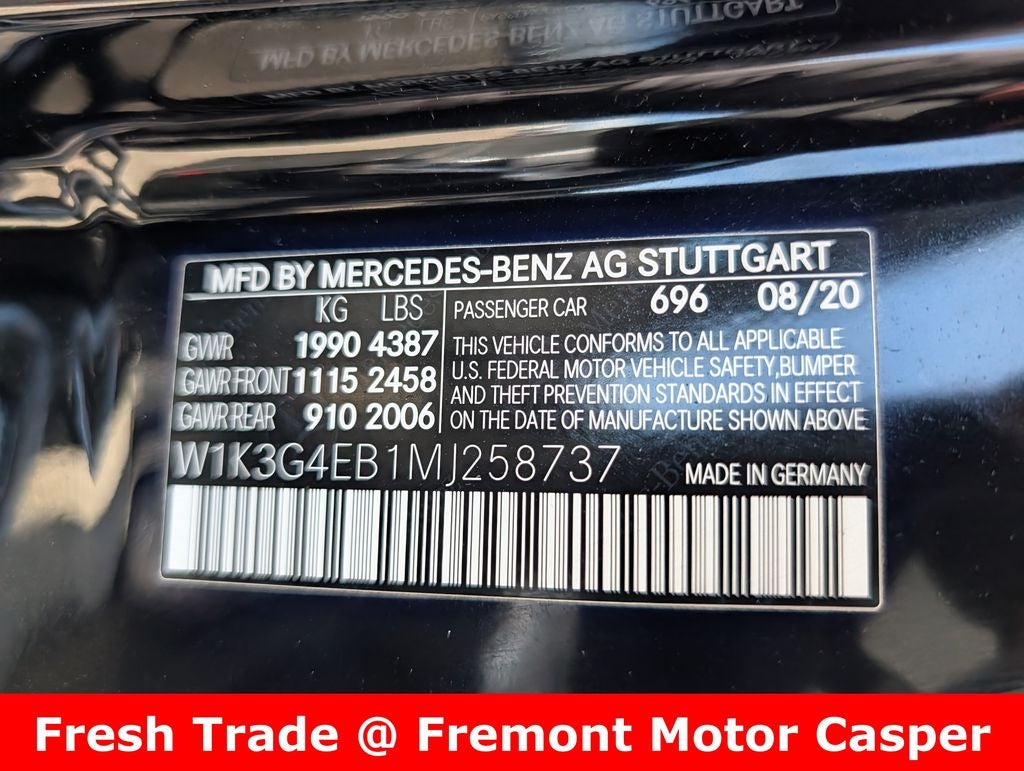 MFD BY MERCEDES-BENZ AG STUTTGART
KG LBS
GVWR 1990 4387
GAWR FRONT 1115 2458
GAWR REAR 910 2006
PASSENGER CAR 696 08/20
THIS VEHICLE CONFORMS TO ALL APPLICABLE
U.S. FEDERAL MOTOR VEHICLE SAFETY, BUMPER
AND THEFT PREVENTION STANDARDS IN EFFECT
ON THE DATE OF MANUFACTURE SHOWN ABOVE
W1K3G4EB1MJ258737 MADE IN GERMANY
Fresh Trade @ Fremont Motor Casper